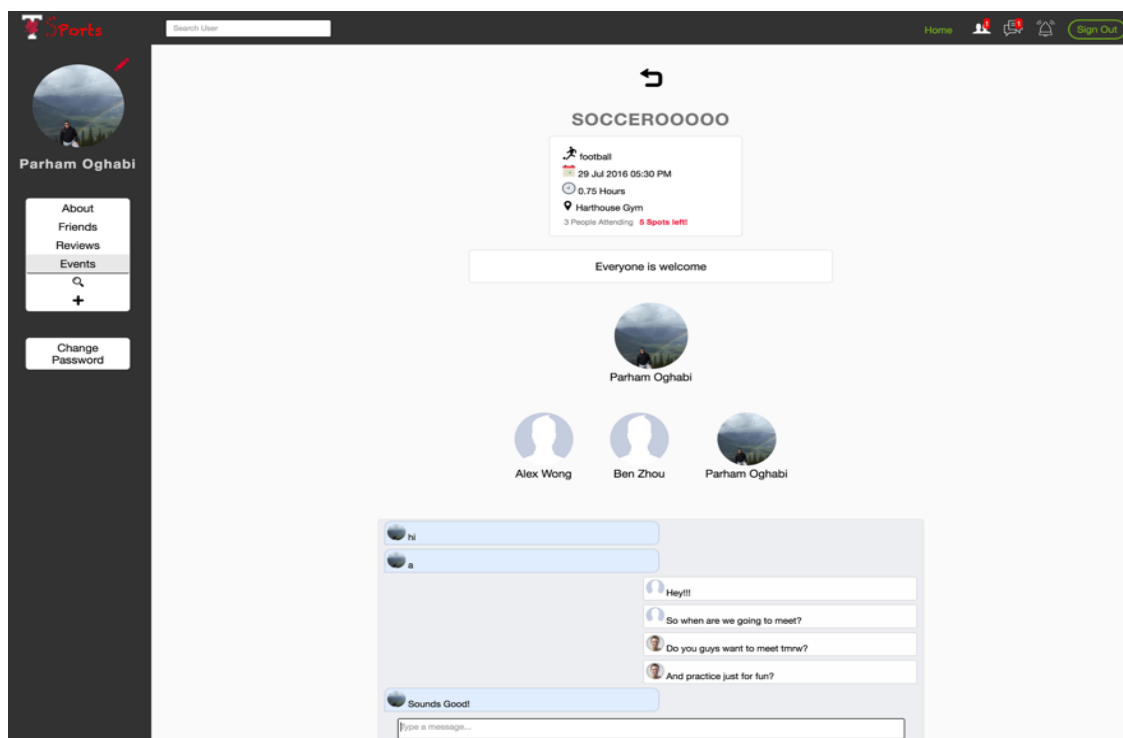 T SPorts
Search User
Home
1
1
Sign Out
Parham Oghabi
About
Friends
Reviews
Events
Change
Password
SOCCEROOOOO
football
29 Jul 2016 05:30 PM
0.75 Hours
Harthouse Gym
3 People Attending 5 Spots left!
Everyone is welcome
Parham Oghabi
Alex Wong
Ben Zhou
Parham Oghabi
hi
a
Hey!!!
So when are we going to meet?
Do you guys want to meet tmrw?
And practice just for fun?
Sounds Good!
Type a message...